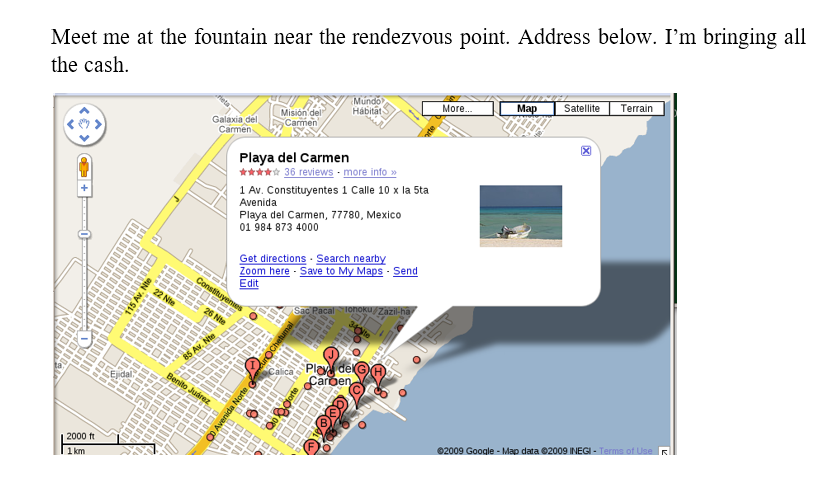 Meet me at the fountain near the rendezvous point. Address below. I’m bringing all
the cash.
More...
Map
Satellite
Terrain
Mundo
Habitat
Misión del
Carmen
Galaxia del
Carmen
Playa del Carmen
36 reviews - more info »
1 Av. Constituyentes 1 Calle 10 x la 5ta
Avenida
Playa del Carmen, 77780, Mexico
01 984 873 4000
Get directions - Search nearby
Zoom here - Save to My Maps - Send
Edit
115 Av. Nte
22 Nte
26 Nte
85 Av. Nte
Constituyentes
Sac Pacal
Tohoku
Zazil-ha
Ejidal
Benito Juárez
Calica
Playa del
Carmen
Avenida Norte
I
J
G
H
C
D
E
B
F
2000 ft
1 km
©2009 Google - Map data ©2009 INEGI - Terms of Use